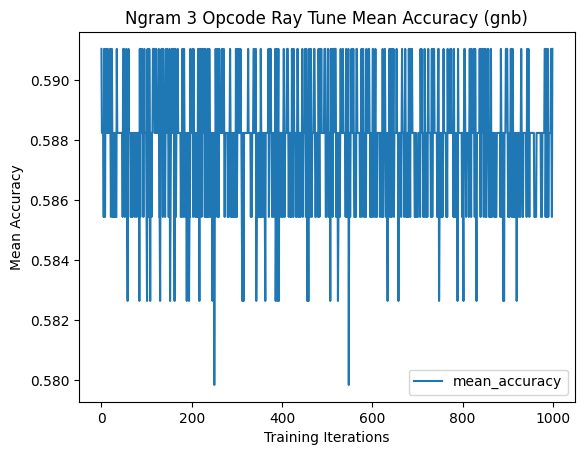 Ngram 3 Opcode Ray Tune Mean Accuracy (gnb)
0.590
0.588
0.586
0.584
0.582
0.580
Mean Accuracy
mean_accuracy
0 200 400 600 800 1000
Training Iterations